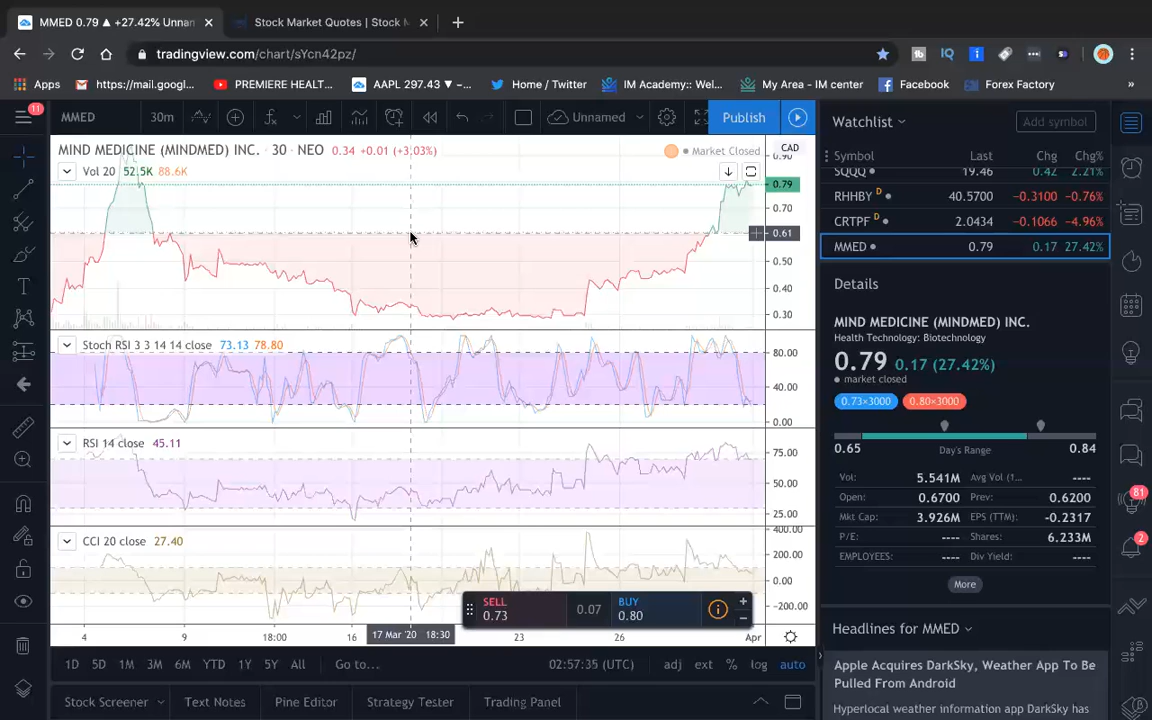 MMED 0.79 ▲ +27.42% Unnan
Stock Market Quotes | Stock M
tradingview.com/chart/sYcn42pz/
Apps
https://mail.googl...
PREMIERE HEALT...
AAPL 297.43 ▼ –...
Home / Twitter
IM Academy:: Wel...
My Area - IM center
Facebook
Forex Factory
»
11
MMED
30m
Unnamed
Publish
MIND MEDICINE (MINDMED) INC. · 30 · NEO 0.34 +0.01 (+3.03%)
Market Closed
CAD
Vol 20 52.5K 88.6K
0.90
0.79
0.70
0.61
0.50
0.40
0.30
Stoch RSI 3 3 14 14 close 73.13 78.80
80.00
40.00
0.00
RSI 14 close 45.11
75.00
50.00
25.00
CCI 20 close 27.40
400.00
200.00
0.00
-200.00
SELL
0.73
0.07
BUY
0.80
4
9
18:00
16
17 Mar '20 18:30
23
26
Apr
1D 5D 1M 3M 6M YTD 1Y 5Y All Go to...
02:57:35 (UTC)
adj ext % log auto
Stock Screener
Text Notes
Pine Editor
Strategy Tester
Trading Panel
Watchlist
Add symbol
Symbol Last Chg Chg%
SQQQ 19.46 0.42 2.21%
RHHBY D 40.5700 -0.3100 -0.76%
CRTPF D 2.0434 -0.1066 -4.96%
MMED 0.79 0.17 27.42%
Details
MIND MEDICINE (MINDMED) INC.
Health Technology: Biotechnology
0.79 0.17 (27.42%)
market closed
0.73×3000 0.80×3000
0.65 Day's Range 0.84
Vol: 5.541M Avg Vol (1... ----
Open: 0.6700 Prev: 0.6200
Mkt Cap: 3.926M EPS (TTM): -0.2317
P/E: ---- Shares: 6.233M
EMPLOYEES: ---- Div Yield: ----
More
Headlines for MMED
Apple Acquires DarkSky, Weather App To Be
Pulled From Android
Hyperlocal weather information app DarkSky has
81
2